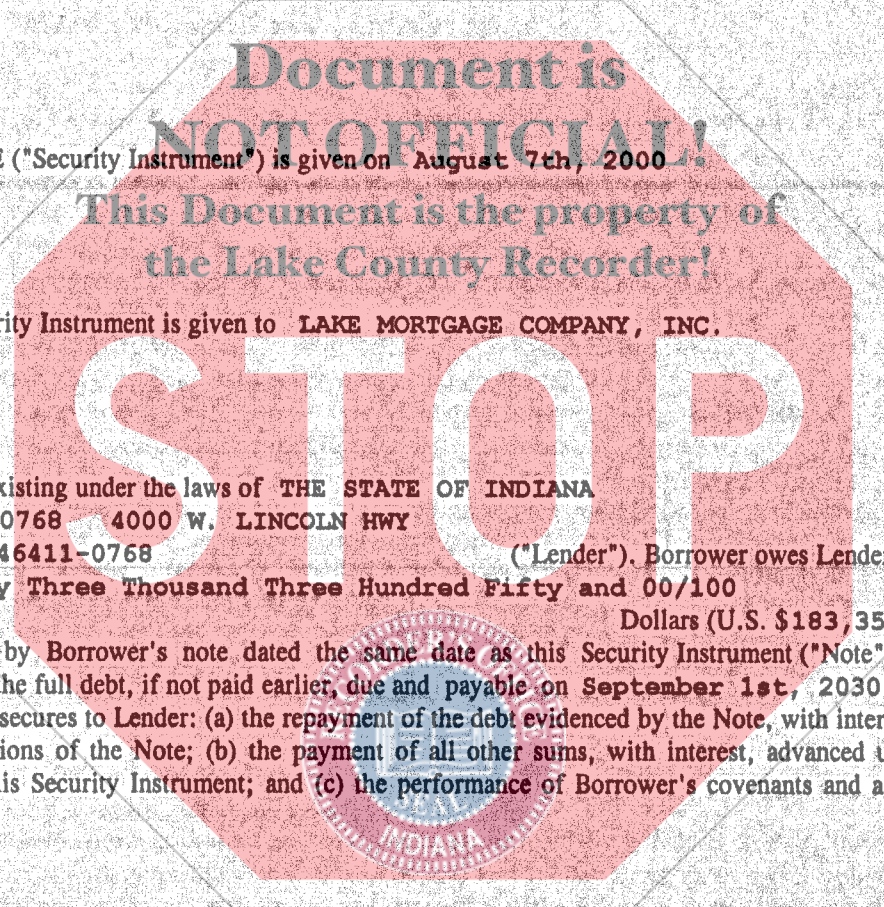 Document is
NOT OFFICIAL!
E ("Security Instrument") is given on August 7th, 2000
This Document is the property of
the Lake County Recorder!
rity Instrument is given to LAKE MORTGAGE COMPANY, INC.
STOP
xisting under the laws of THE STATE OF INDIANA
0768 4000 W. LINCOLN HWY
46411-0768 ("Lender"). Borrower owes Lender
y Three Thousand Three Hundred Fifty and 00/100
Dollars (U.S. $183,35
by Borrower's note dated the same date as this Security Instrument ("Note"
he full debt, if not paid earlier, due and payable on September 1st, 2030
secures to Lender: (a) the repayment of the debt evidenced by the Note, with inter
ions of the Note; (b) the payment of all other sums, with interest, advanced u
is Security Instrument; and (c) the performance of Borrower's covenants and a
RECORDER'S OFFICE
SEAL
INDIANA